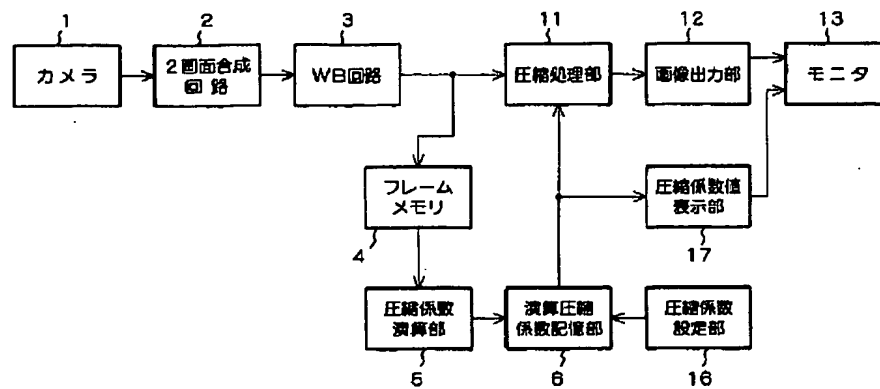 1
2
3
11
12
13
カメラ
2画面合成
回路
WB回路
圧縮処理部
画像出力部
モニタ
フレーム
メモリ
4
圧縮係数値
表示部
17
圧縮係数
演算部
5
演算圧縮
係数記憶部
6
圧縮係数
設定部
16